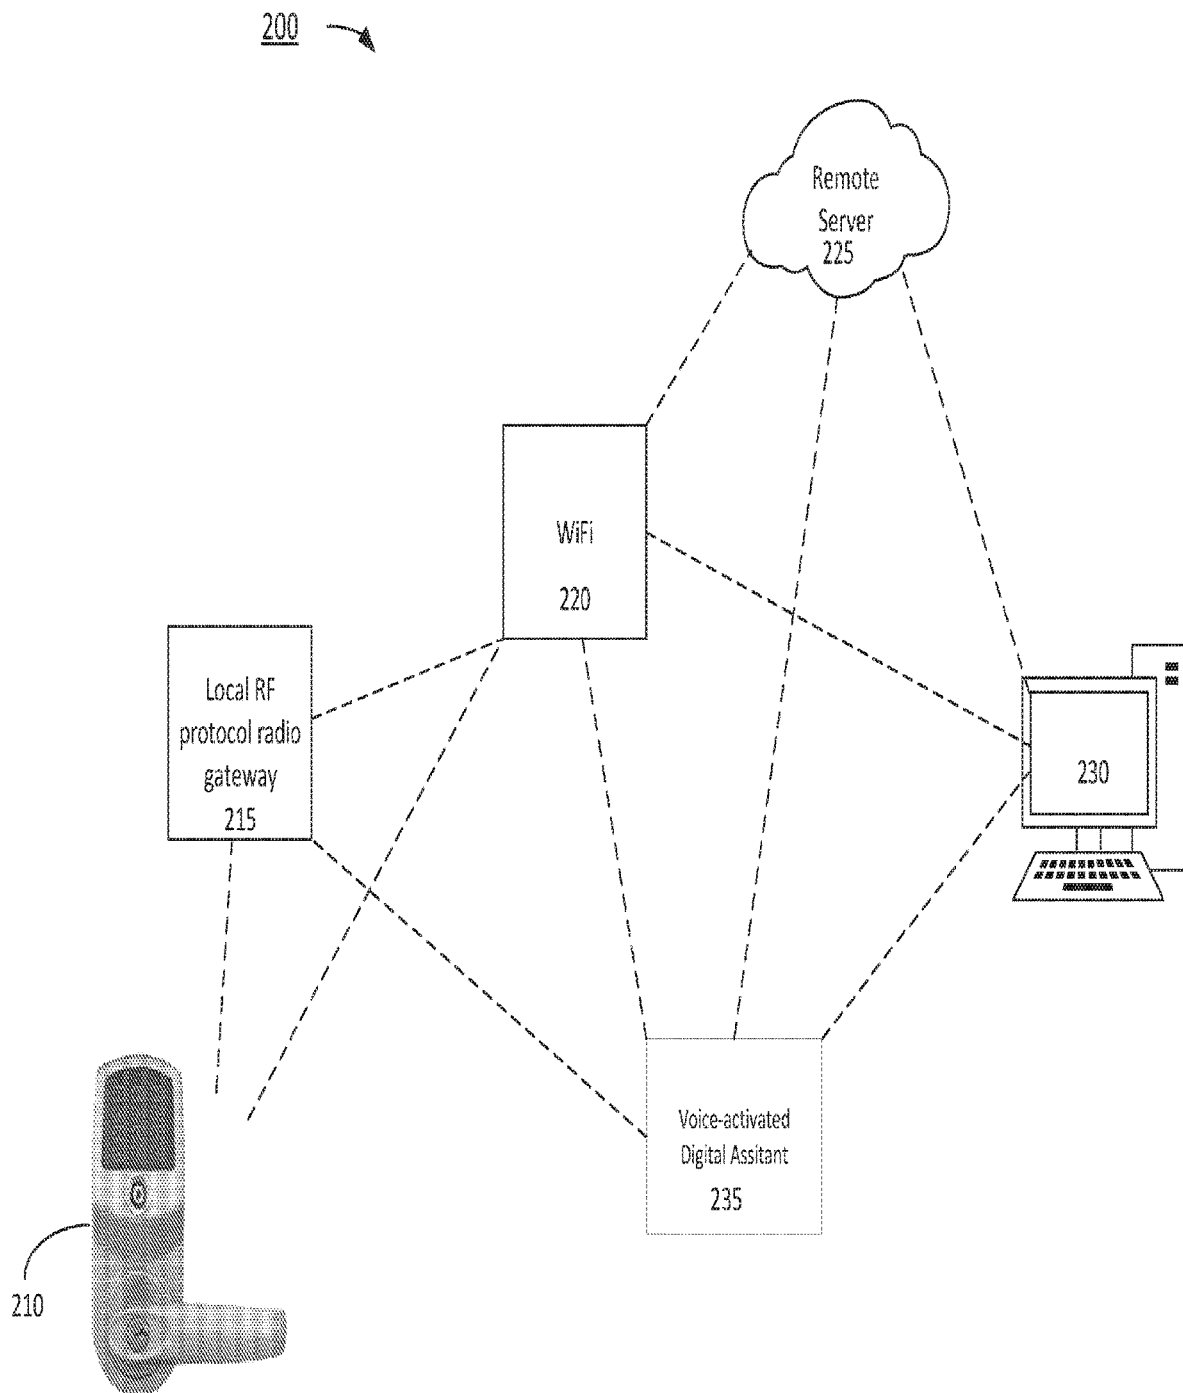 200
Remote
Server
225
WiFi
220
Local RF
protocol radio
gateway
215
230
Voice-activated
Digital Assitant
235
210